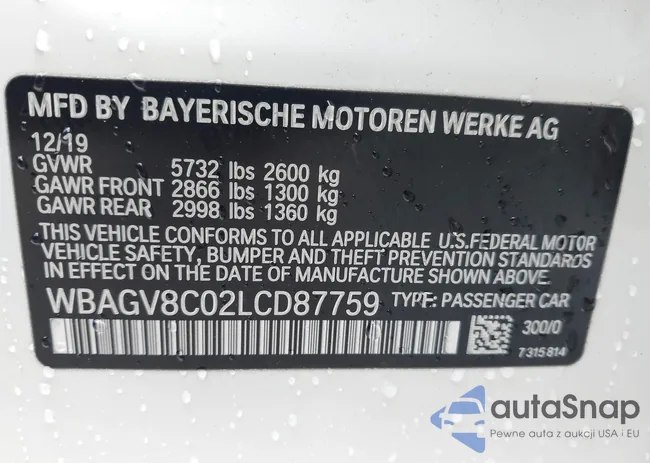 MFD BY BAYERISCHE MOTOREN WERKE AG
12/19
GVWR 5732 lbs 2600 kg
GAWR FRONT 2866 lbs 1300 kg
GAWR REAR 2998 lbs 1360 kg
THIS VEHICLE CONFORMS TO ALL APPLICABLE U.S.FEDERAL MOTOR
VEHICLE SAFETY, BUMPER AND THEFT PREVENTION STANDARDS
IN EFFECT ON THE DATE OF MANUFACTURE SHOWN ABOVE.
WBAGV8C02LCD87759 TYPE: PASSENGER CAR
300/0
7315814
autoSnap
Pewne auta z aukcji USA i EU